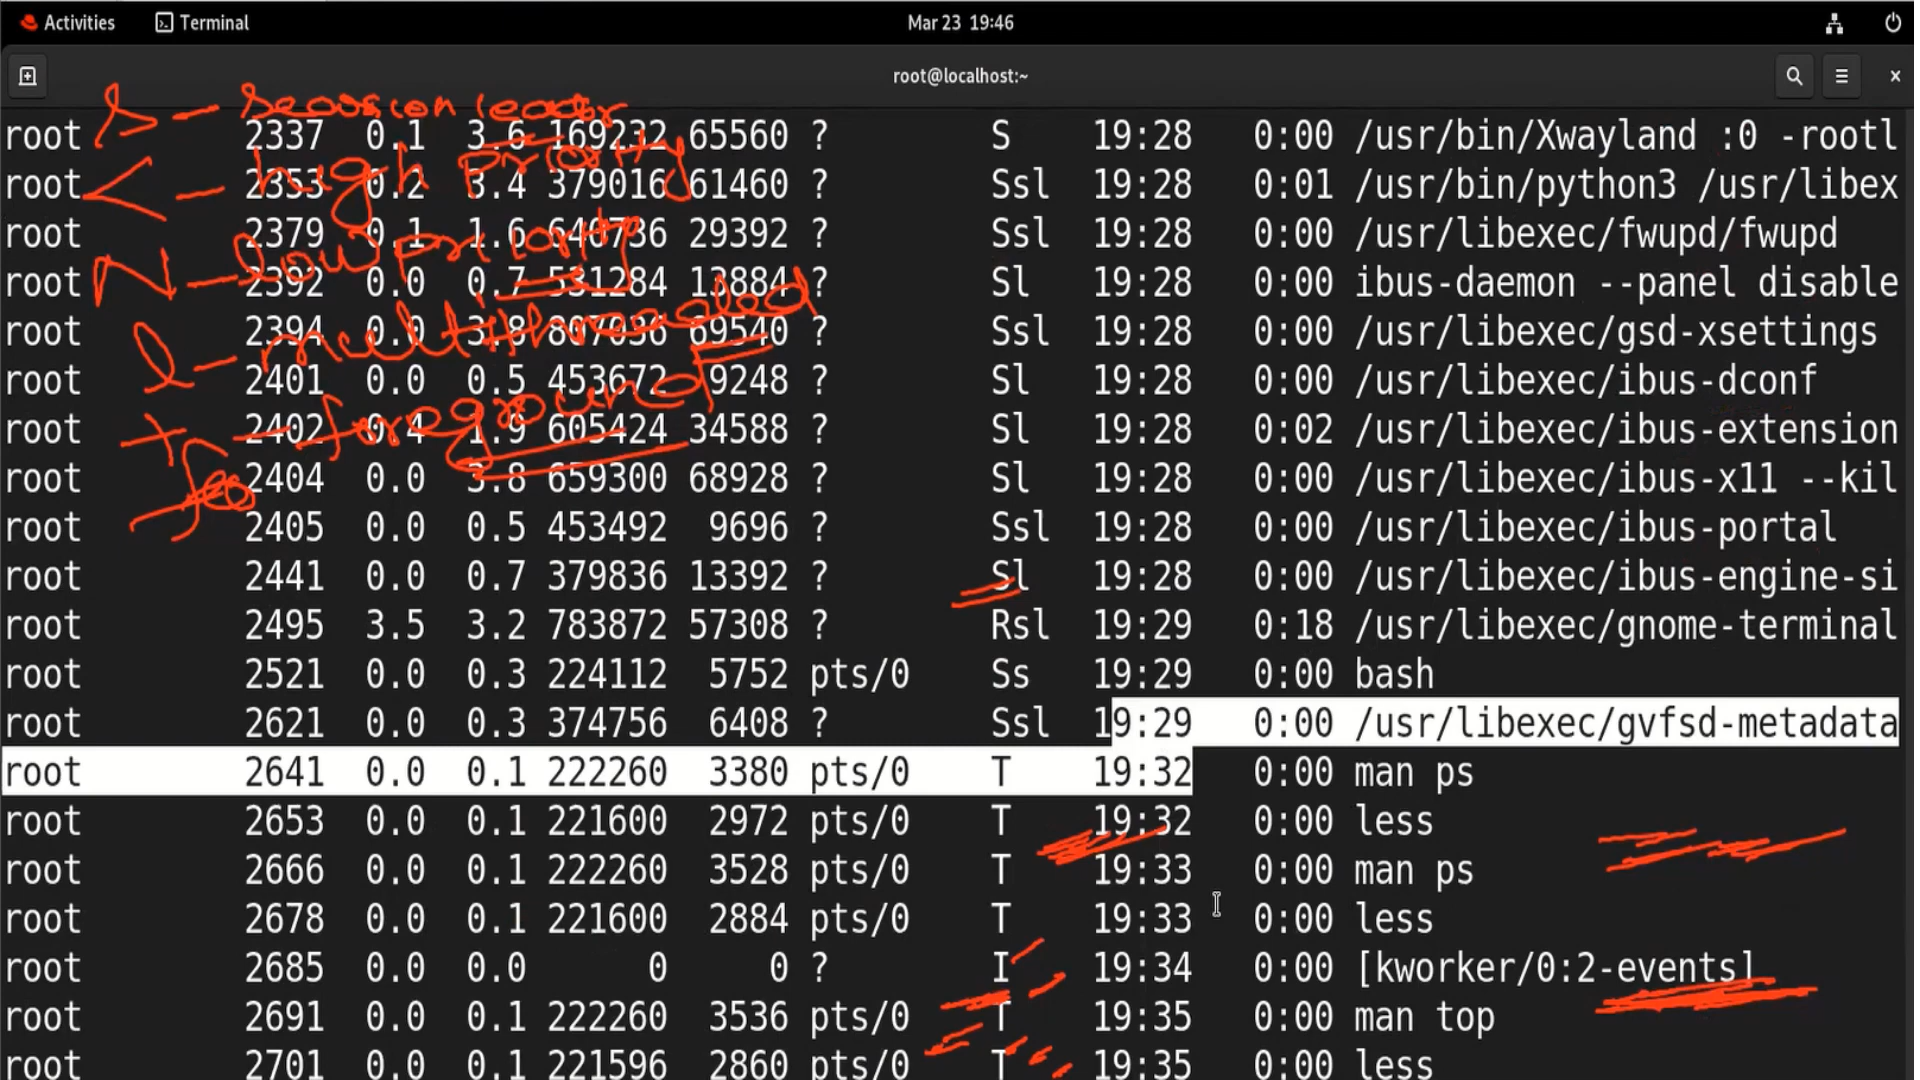 Activities Terminal Mar 23 19:46
root@localhost:~
s - session leader
root 2337 0.1 3.6 169232 65560 ? S 19:28 0:00 /usr/bin/Xwayland :0 -rootl
< - high priority
root 2353 0.2 3.4 379016 61460 ? Ssl 19:28 0:01 /usr/bin/python3 /usr/libex
root 2379 0.1 1.6 640736 29392 ? Ssl 19:28 0:00 /usr/libexec/fwupd/fwupd
N - low priority
root 2392 0.0 0.7 531284 13884 ? Sl 19:28 0:00 ibus-daemon --panel disable
root 2394 0.0 3.8 807036 69540 ? Ssl 19:28 0:00 /usr/libexec/gsd-xsettings
l - multithreaded
root 2401 0.0 0.5 453672 9248 ? Sl 19:28 0:00 /usr/libexec/ibus-dconf
+ - foreground
root 2402 0.4 1.9 605424 34588 ? Sl 19:28 0:02 /usr/libexec/ibus-extension
root 2404 0.0 3.8 659300 68928 ? Sl 19:28 0:00 /usr/libexec/ibus-x11 --kil
root 2405 0.0 0.5 453492 9696 ? Ssl 19:28 0:00 /usr/libexec/ibus-portal
root 2441 0.0 0.7 379836 13392 ? Sl 19:28 0:00 /usr/libexec/ibus-engine-si
root 2495 3.5 3.2 783872 57308 ? Rsl 19:29 0:18 /usr/libexec/gnome-terminal
root 2521 0.0 0.3 224112 5752 pts/0 Ss 19:29 0:00 bash
root 2621 0.0 0.3 374756 6408 ? Ssl 19:29 0:00 /usr/libexec/gvfsd-metadata
root 2641 0.0 0.1 222260 3380 pts/0 T 19:32 0:00 man ps
root 2653 0.0 0.1 221600 2972 pts/0 T 19:32 0:00 less
root 2666 0.0 0.1 222260 3528 pts/0 T 19:33 0:00 man ps
root 2678 0.0 0.1 221600 2884 pts/0 T 19:33 0:00 less
root 2685 0.0 0.0 0 0 ? I 19:34 0:00 [kworker/0:2-events]
root 2691 0.0 0.1 222260 3536 pts/0 T 19:35 0:00 man top
root 2701 0.0 0.1 221596 2860 pts/0 T 19:35 0:00 less